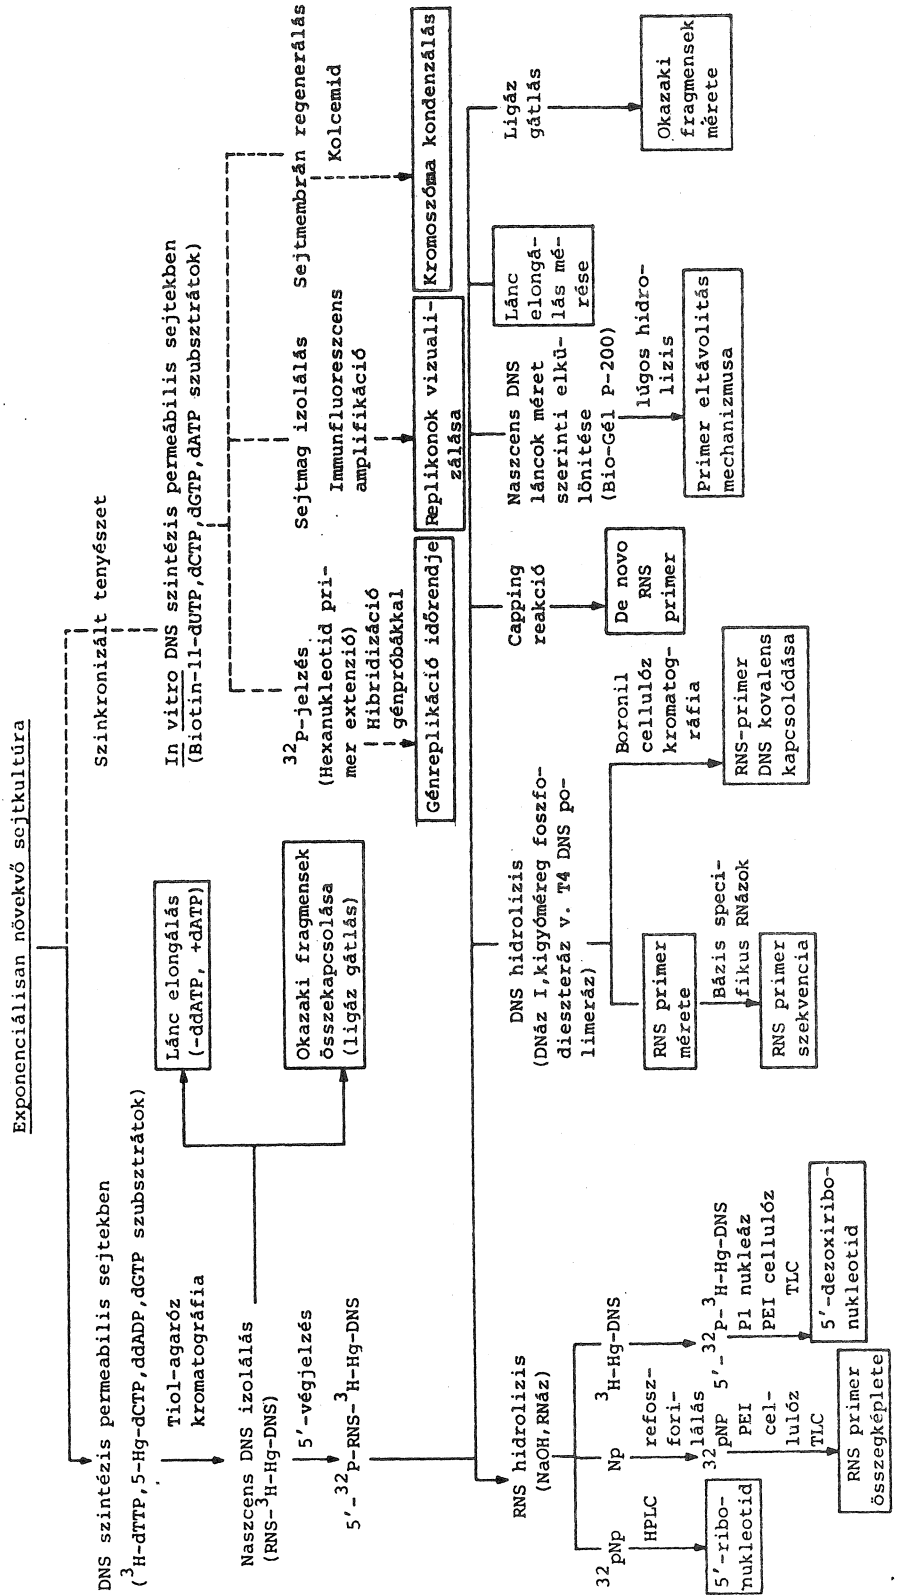 Exponenciálisan növekvő sejtkultúra
DNS szintézis permeabilis sejtekben
(³H-dTTP,5-Hg-dCTP,ddADP,dGTP szubsztrátok)
Tiol-agaróz
kromatográfia
Naszcens DNS izolálás
(RNS-³H-Hg-DNS)
5'-végjelzés
5'-³²P-RNS-³H-Hg-DNS
Lánc elongálás
(-ddATP, +dATP)
Okazaki fragmensek
összekapcsolása
(ligáz gátlás)
Szinkronizált tenyészet
In vitro DNS szintézis permeábilis sejtekben
(Biotin-11-dUTP,dCTP,dGTP,dATP szubsztrátok)
³²P-jelzés
(Hexanukleotid pri-
mer extenzió)
Hibridizáció
génpróbákkal
Génreplikáció időrendje
Sejtmag izolálás
Immunfluoreszcens
amplifikáció
Replikonok vizuali-
zálása
Sejtmembrán regenerálás
Kolcemid
Kromoszóma kondenzálás
RNS hidrolizis
(NaOH,RNáz)
³²pNp
HPLC
5'-ribo-
nukleotid
Np
refosz-
fori-
lálás
³²pNP
PEI
cel-
lulóz
TLC
RNS primer
összegképlete
³H-Hg-DNS
5'-³²P-³H-Hg-DNS
P1 nukleáz
PEI cellulóz
TLC
5'-dezoxiribo-
nukleotid
DNS hidrolizis
(DNáz I,kigyóméreg foszfo-
dieszteráz v. T4 DNS po-
limeráz)
RNS primer
mérete
Bázis speci-
fikus RNázok
RNS primer
szekvencia
Boronil
cellulóz
kromatog-
ráfia
RNS-primer
DNS kovalens
kapcsolódása
Capping
reakció
De novo
RNS
primer
Naszcens DNS
láncok méret
szerinti elkü-
lönitése
(Bio-Gél P-200)
lúgos hidro-
lizis
Primer eltávolitás
mechanizmusa
Lánc
elongá-
lás mé-
rése
Ligáz
gátlás
Okazaki
fragmensek
mérete